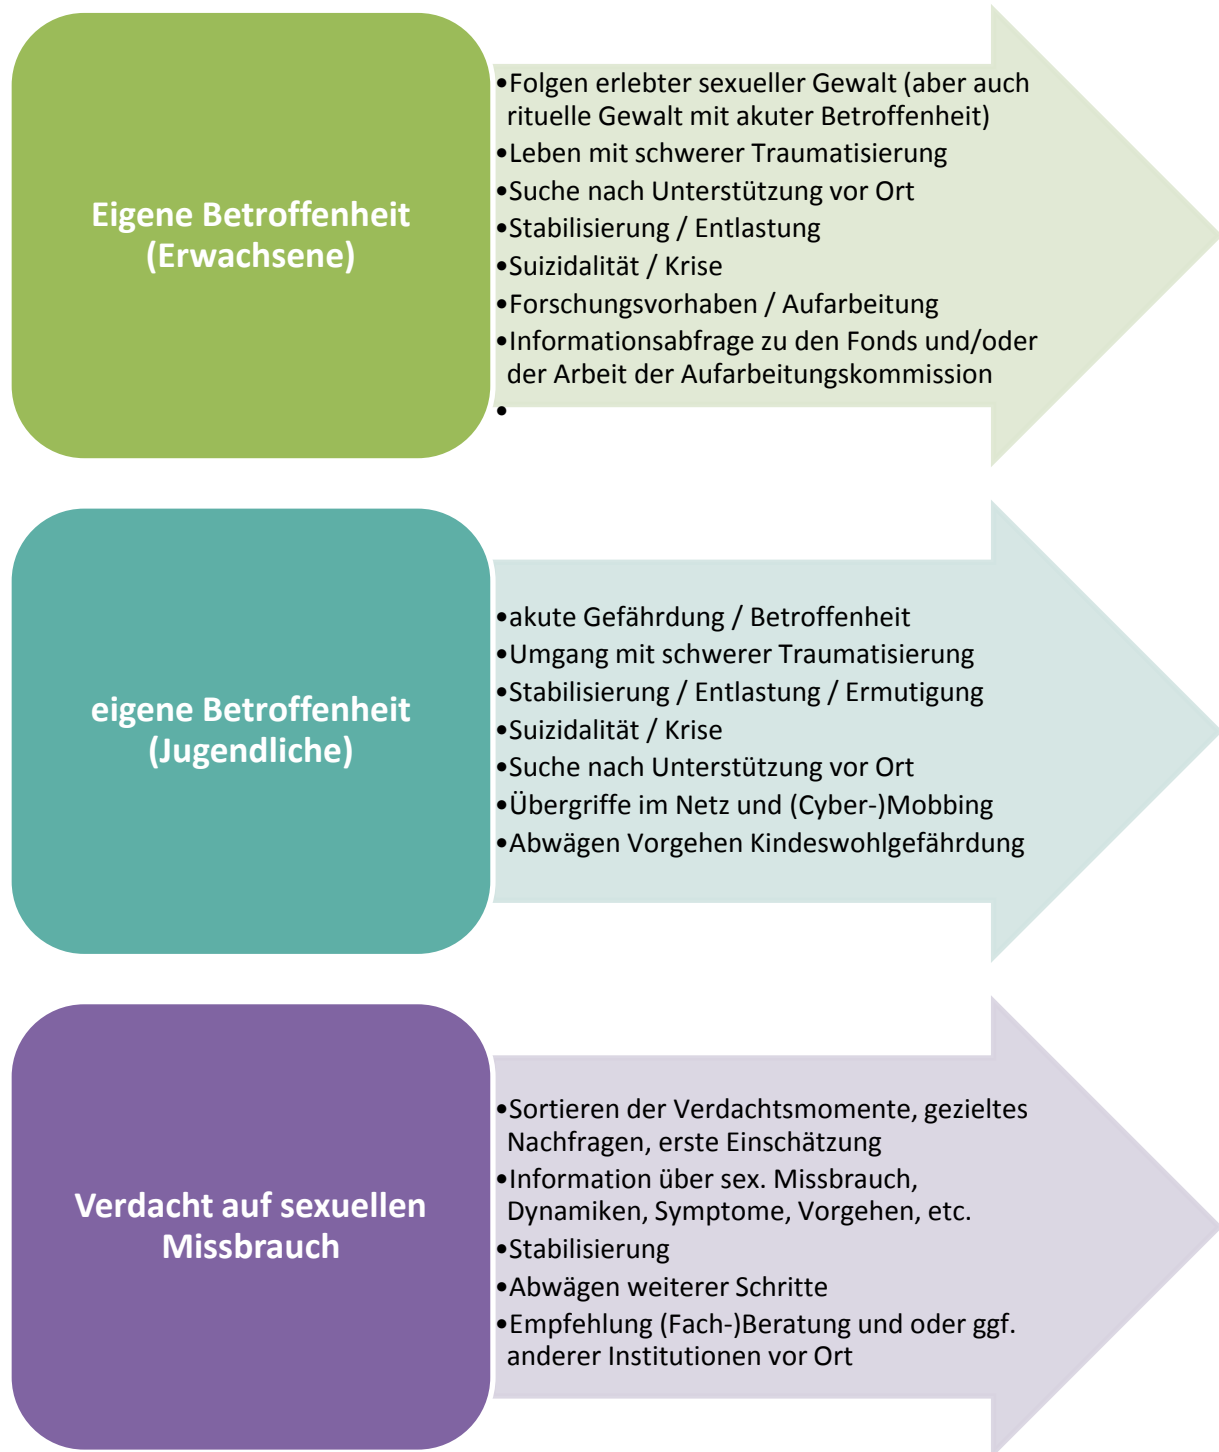 Eigene Betroffenheit
(Erwachsene)
•Folgen erlebter sexueller Gewalt (aber auch
rituelle Gewalt mit akuter Betroffenheit)
•Leben mit schwerer Traumatisierung
•Suche nach Unterstützung vor Ort
•Stabilisierung / Entlastung
•Suizidalität / Krise
•Forschungsvorhaben / Aufarbeitung
•Informationsabfrage zu den Fonds und/oder
der Arbeit der Aufarbeitungskommission
•
eigene Betroffenheit
(Jugendliche)
•akute Gefährdung / Betroffenheit
•Umgang mit schwerer Traumatisierung
•Stabilisierung / Entlastung / Ermutigung
•Suizidalität / Krise
•Suche nach Unterstützung vor Ort
•Übergriffe im Netz und (Cyber-)Mobbing
•Abwägen Vorgehen Kindeswohlgefährdung
Verdacht auf sexuellen
Missbrauch
•Sortieren der Verdachtsmomente, gezieltes
Nachfragen, erste Einschätzung
•Information über sex. Missbrauch,
Dynamiken, Symptome, Vorgehen, etc.
•Stabilisierung
•Abwägen weiterer Schritte
•Empfehlung (Fach-)Beratung und oder ggf.
anderer Institutionen vor Ort